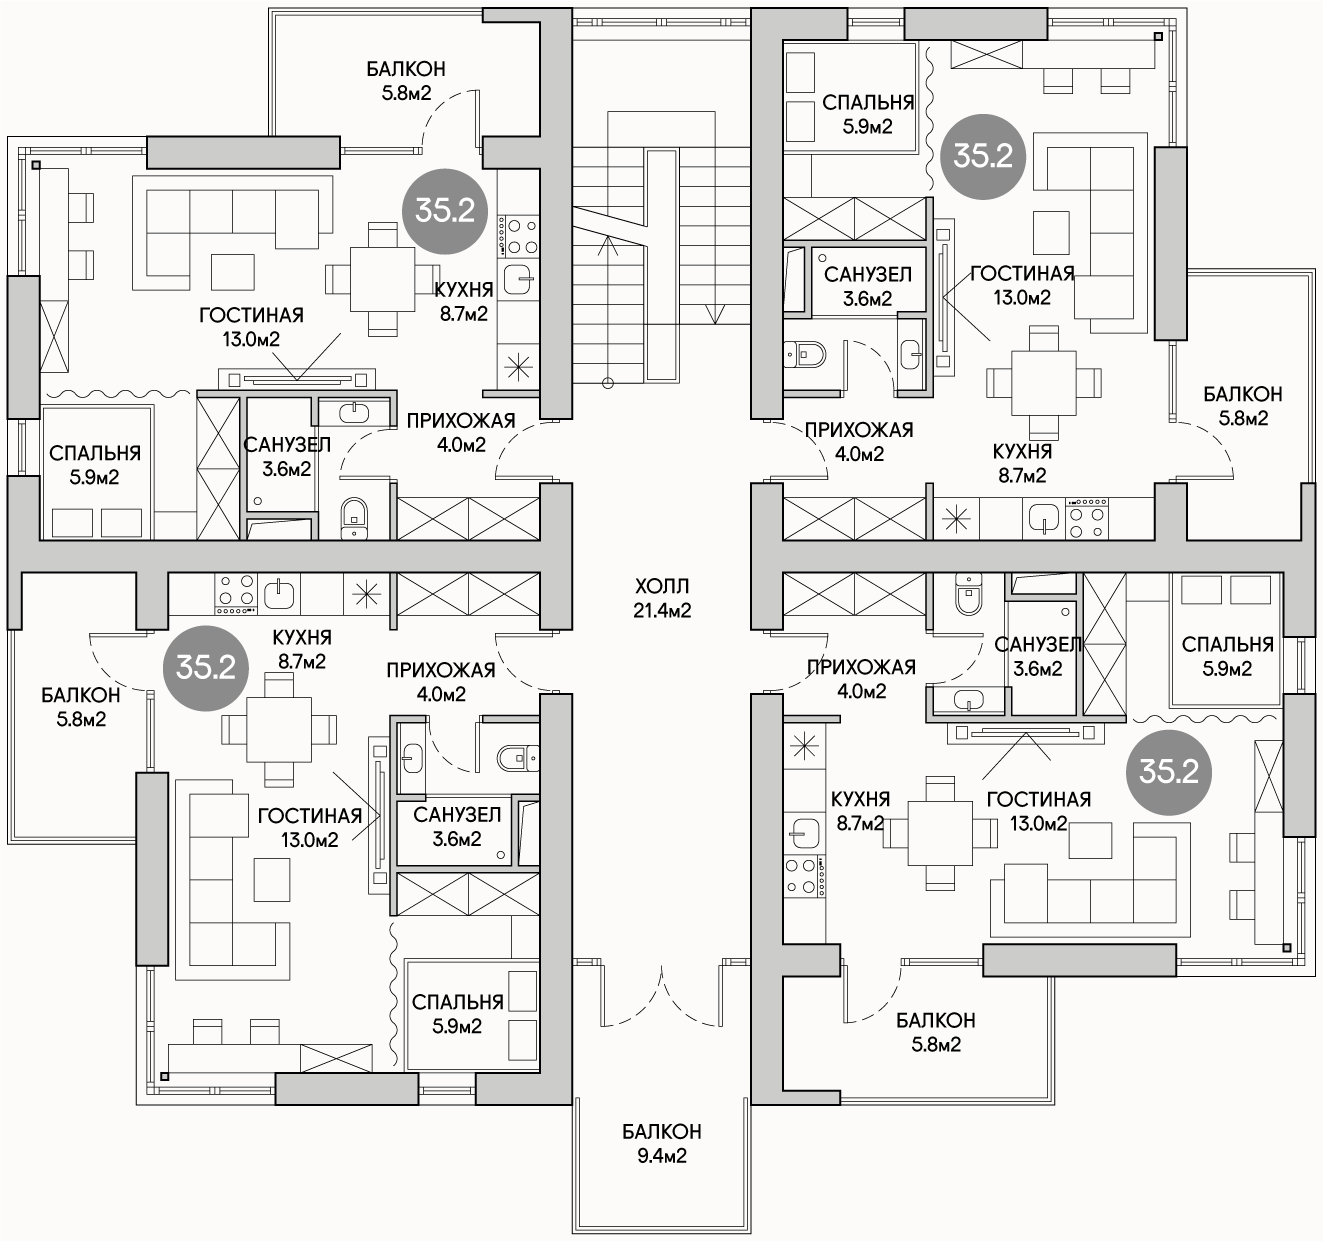 БАЛКОН
5.8м2
35.2
КУХНЯ
8.7м2
ГОСТИНАЯ
13.0м2
ПРИХОЖАЯ
4.0м2
САНУЗЕЛ
3.6м2
СПАЛЬНЯ
5.9м2
СПАЛЬНЯ
5.9м2
35.2
САНУЗЕЛ
3.6м2
ГОСТИНАЯ
13.0м2
БАЛКОН
5.8м2
ПРИХОЖАЯ
4.0м2
КУХНЯ
8.7м2
ХОЛЛ
21.4м2
КУХНЯ
8.7м2
35.2
ПРИХОЖАЯ
4.0м2
БАЛКОН
5.8м2
ГОСТИНАЯ
13.0м2
САНУЗЕЛ
3.6м2
СПАЛЬНЯ
5.9м2
САНУЗЕЛ
3.6м2
СПАЛЬНЯ
5.9м2
ПРИХОЖАЯ
4.0м2
35.2
КУХНЯ
8.7м2
ГОСТИНАЯ
13.0м2
БАЛКОН
5.8м2
БАЛКОН
9.4м2